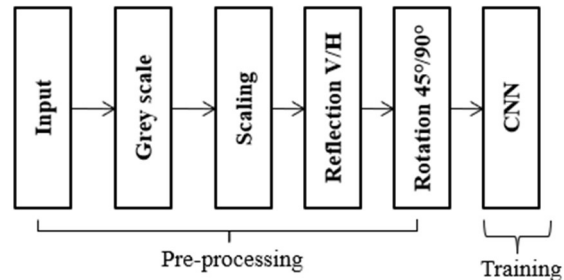 Input
Grey scale
Scaling
Reflection V/H
Rotation 45°/90°
CNN
Pre-processing
Training